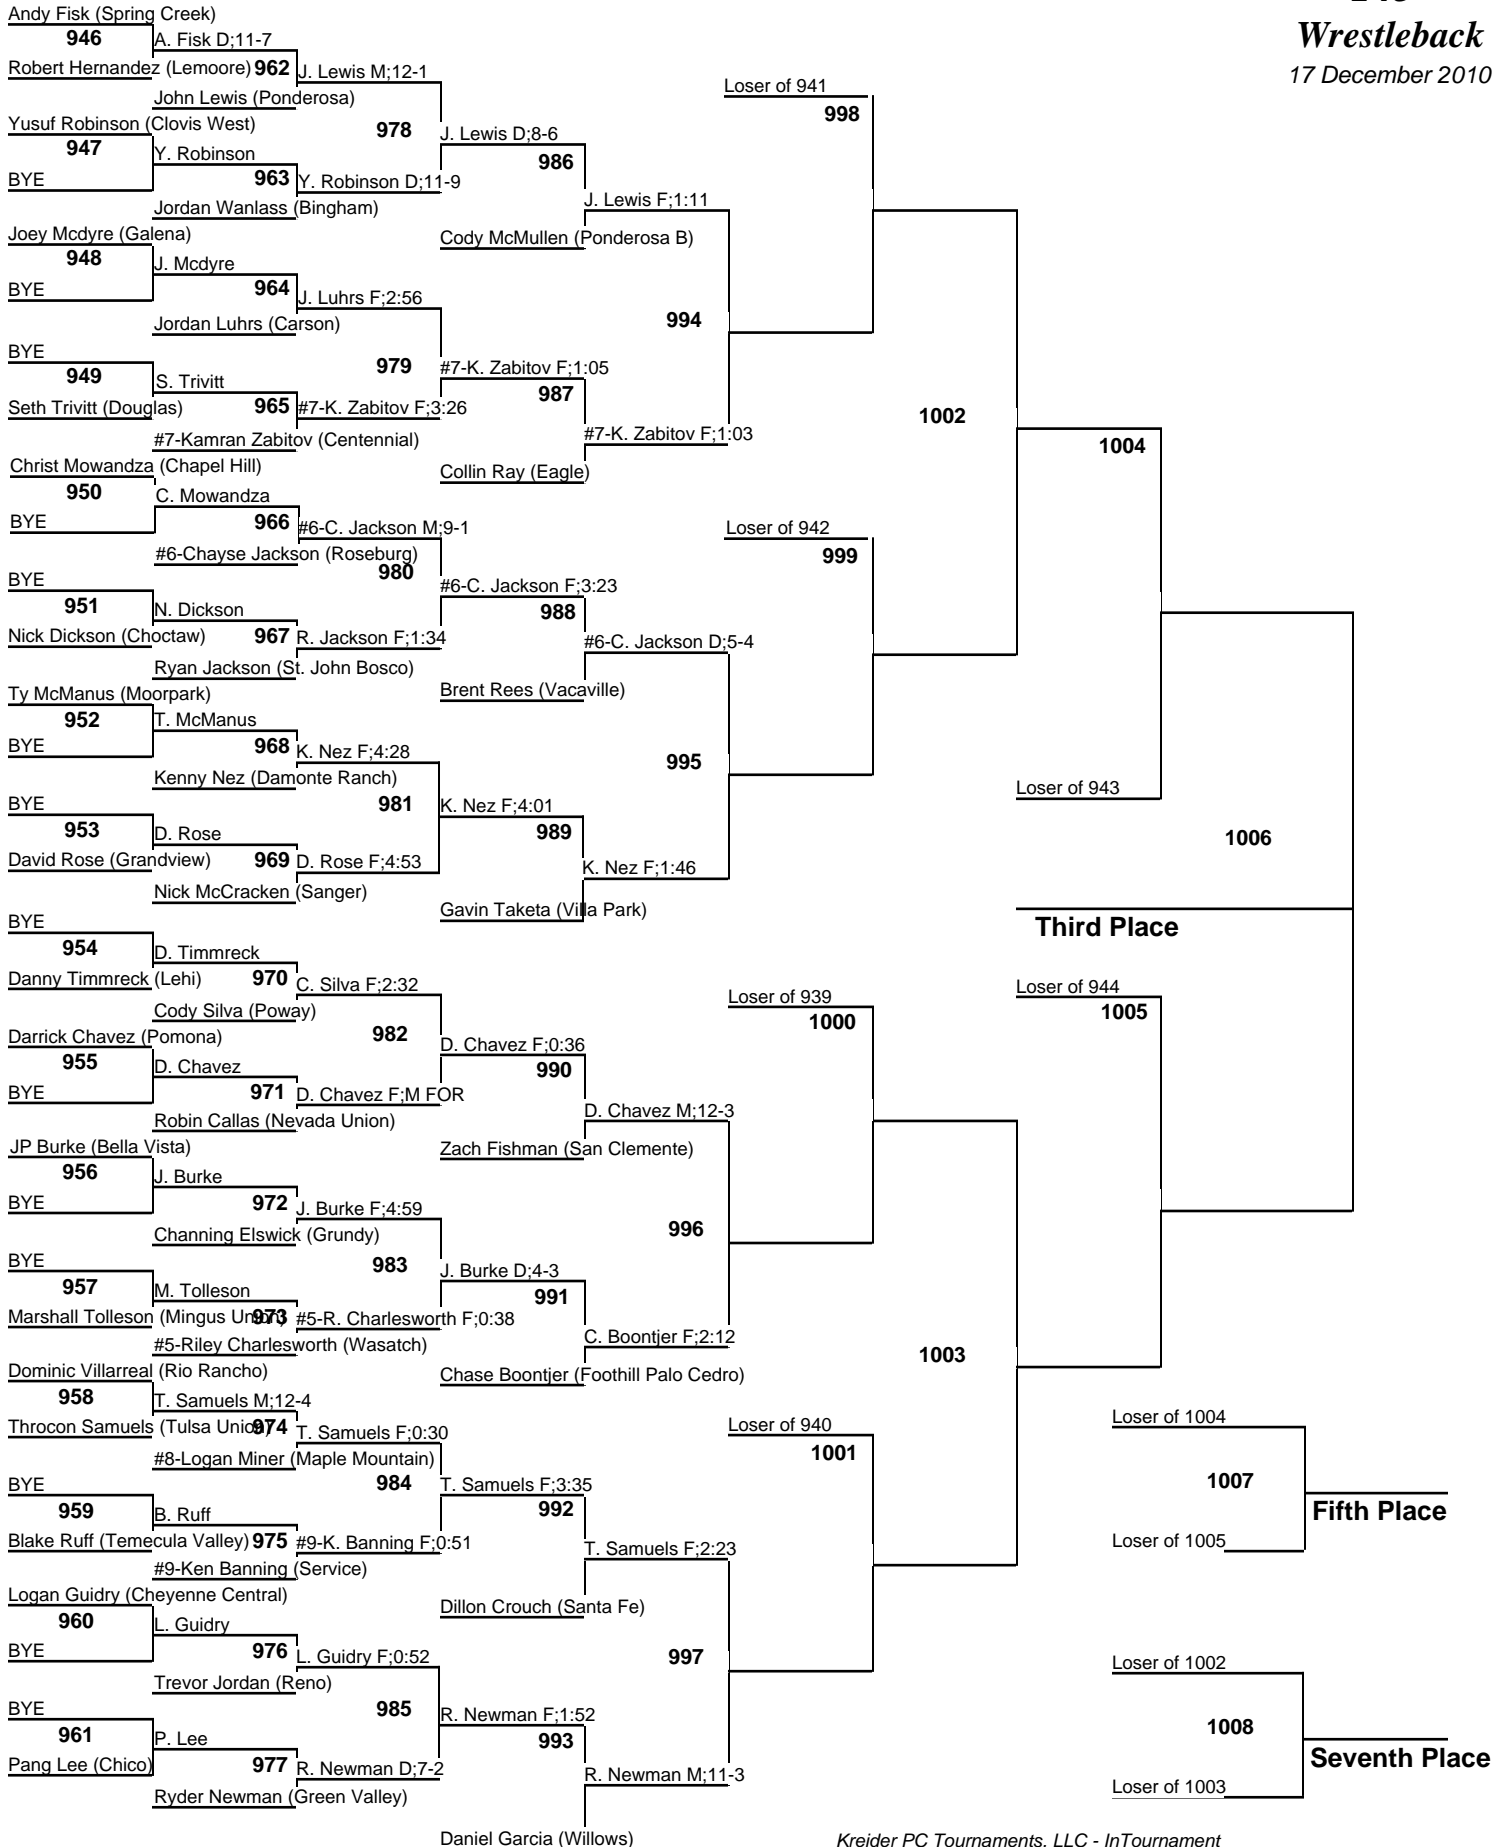 Wrestleback
17 December 2010
Andy Fisk (Spring Creek)
946
A. Fisk D;11-7
Robert Hernandez (Lemoore)
962
J. Lewis M;12-1
John Lewis (Ponderosa)
Yusuf Robinson (Clovis West)
978
J. Lewis D;8-6
947
Y. Robinson
986
BYE
963
Y. Robinson D;11-9
J. Lewis F;1:11
Jordan Wanlass (Bingham)
Joey Mcdyre (Galena)
Cody McMullen (Ponderosa B)
948
J. Mcdyre
BYE
964
J. Luhrs F;2:56
Jordan Luhrs (Carson)
994
BYE
979
#7-K. Zabitov F;1:05
949
S. Trivitt
987
Seth Trivitt (Douglas)
965
#7-K. Zabitov F;3:26
#7-K. Zabitov F;1:03
#7-Kamran Zabitov (Centennial)
Christ Mowandza (Chapel Hill)
Collin Ray (Eagle)
950
C. Mowandza
BYE
966
#6-C. Jackson M;9-1
#6-Chayse Jackson (Roseburg)
980
BYE
#6-C. Jackson F;3:23
951
N. Dickson
988
Nick Dickson (Choctaw)
967
R. Jackson F;1:34
#6-C. Jackson D;5-4
Ryan Jackson (St. John Bosco)
Ty McManus (Moorpark)
Brent Rees (Vacaville)
952
T. McManus
BYE
968
K. Nez F;4:28
995
Kenny Nez (Damonte Ranch)
BYE
981
K. Nez F;4:01
953
D. Rose
989
David Rose (Grandview)
969
D. Rose F;4:53
K. Nez F;1:46
Nick McCracken (Sanger)
Gavin Taketa (Villa Park)
BYE
954
D. Timmreck
Danny Timmreck (Lehi)
970
C. Silva F;2:32
Cody Silva (Poway)
Darrick Chavez (Pomona)
982
D. Chavez F;0:36
955
D. Chavez
990
BYE
971
D. Chavez F;M FOR
D. Chavez M;12-3
Robin Callas (Nevada Union)
JP Burke (Bella Vista)
Zach Fishman (San Clemente)
956
J. Burke
BYE
972
J. Burke F;4:59
Channing Elswick (Grundy)
996
BYE
983
J. Burke D;4-3
957
M. Tolleson
991
Marshall Tolleson (Mingus Union)
973
#5-R. Charlesworth F;0:38
C. Boontjer F;2:12
#5-Riley Charlesworth (Wasatch)
Dominic Villarreal (Rio Rancho)
Chase Boontjer (Foothill Palo Cedro)
958
T. Samuels M;12-4
Throcon Samuels (Tulsa Union)
974
T. Samuels F;0:30
#8-Logan Miner (Maple Mountain)
BYE
984
T. Samuels F;3:35
959
B. Ruff
992
Blake Ruff (Temecula Valley)
975
#9-K. Banning F;0:51
T. Samuels F;2:23
#9-Ken Banning (Service)
Logan Guidry (Cheyenne Central)
Dillon Crouch (Santa Fe)
960
L. Guidry
BYE
976
L. Guidry F;0:52
997
Trevor Jordan (Reno)
BYE
985
R. Newman F;1:52
961
P. Lee
993
Pang Lee (Chico)
977
R. Newman D;7-2
R. Newman M;11-3
Ryder Newman (Green Valley)
Daniel Garcia (Willows)
Loser of 941
998
1002
1004
Loser of 942
999
Loser of 943
1006
Third Place
Loser of 939
1000
Loser of 944
1005
1003
Loser of 940
1001
Loser of 1004
1007
Fifth Place
Loser of 1005
Loser of 1002
1008
Seventh Place
Loser of 1003
Kreider PC Tournaments, LLC - InTournament